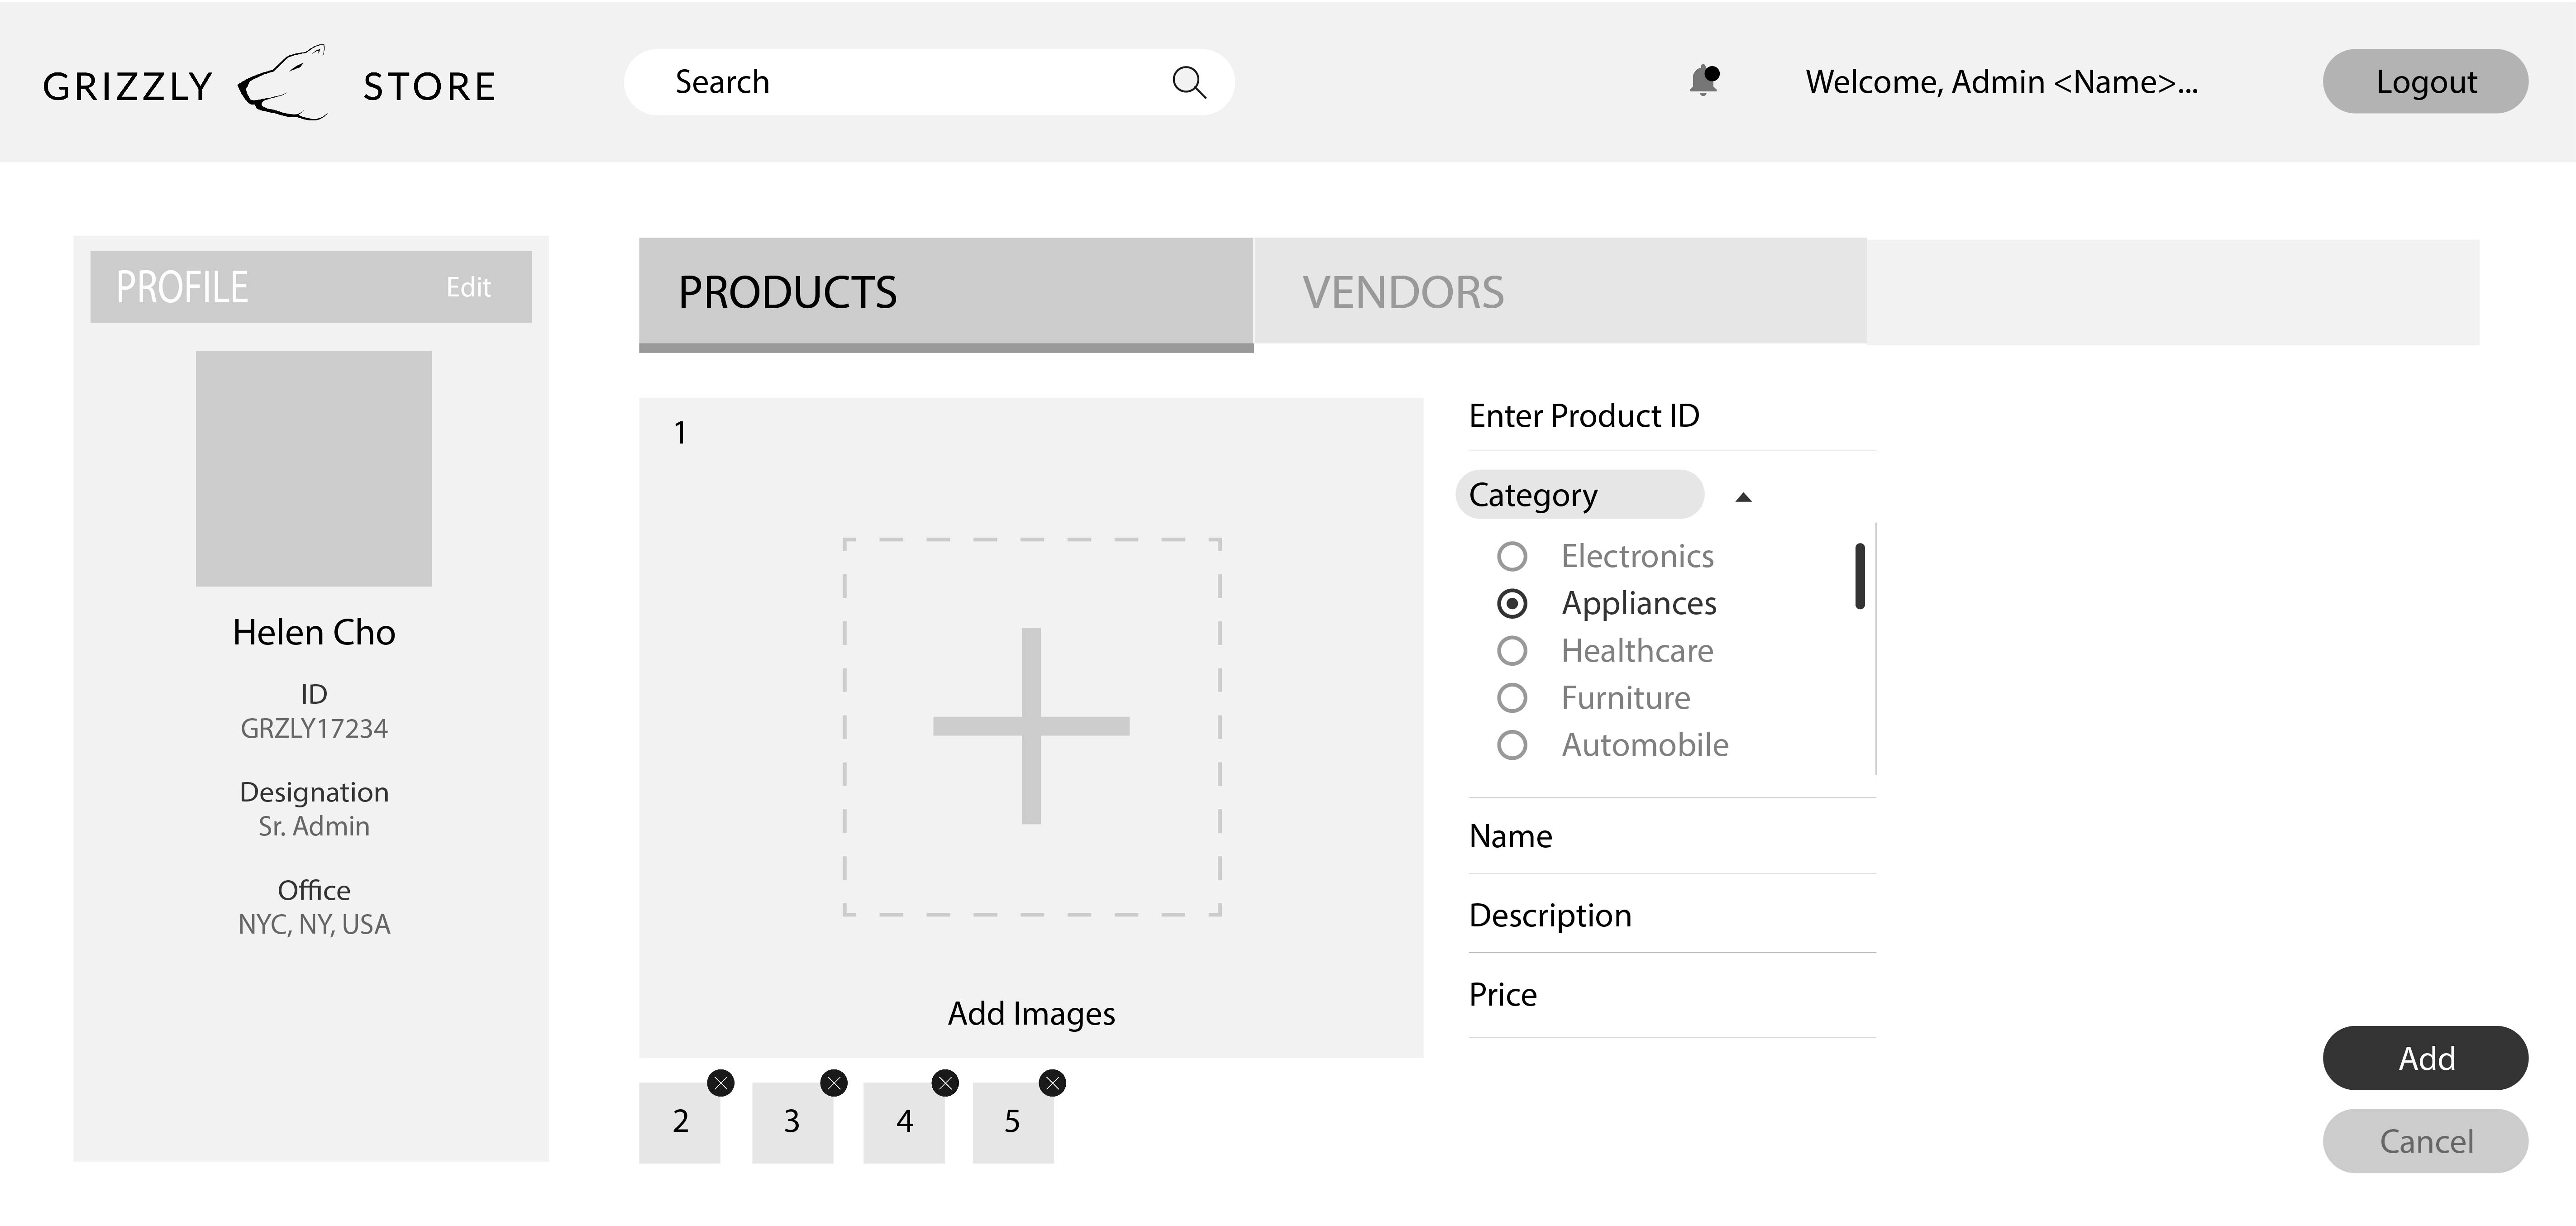 GRIZZLY STORE
Search
Welcome, Admin <Name>...
Logout
PROFILE
Edit
Helen Cho
ID
GRZLY17234
Designation
Sr. Admin
Office
NYC, NY, USA
PRODUCTS
VENDORS
1
Add Images
2
3
4
5
Enter Product ID
Category
Electronics
Appliances
Healthcare
Furniture
Automobile
Name
Description
Price
Add
Cancel